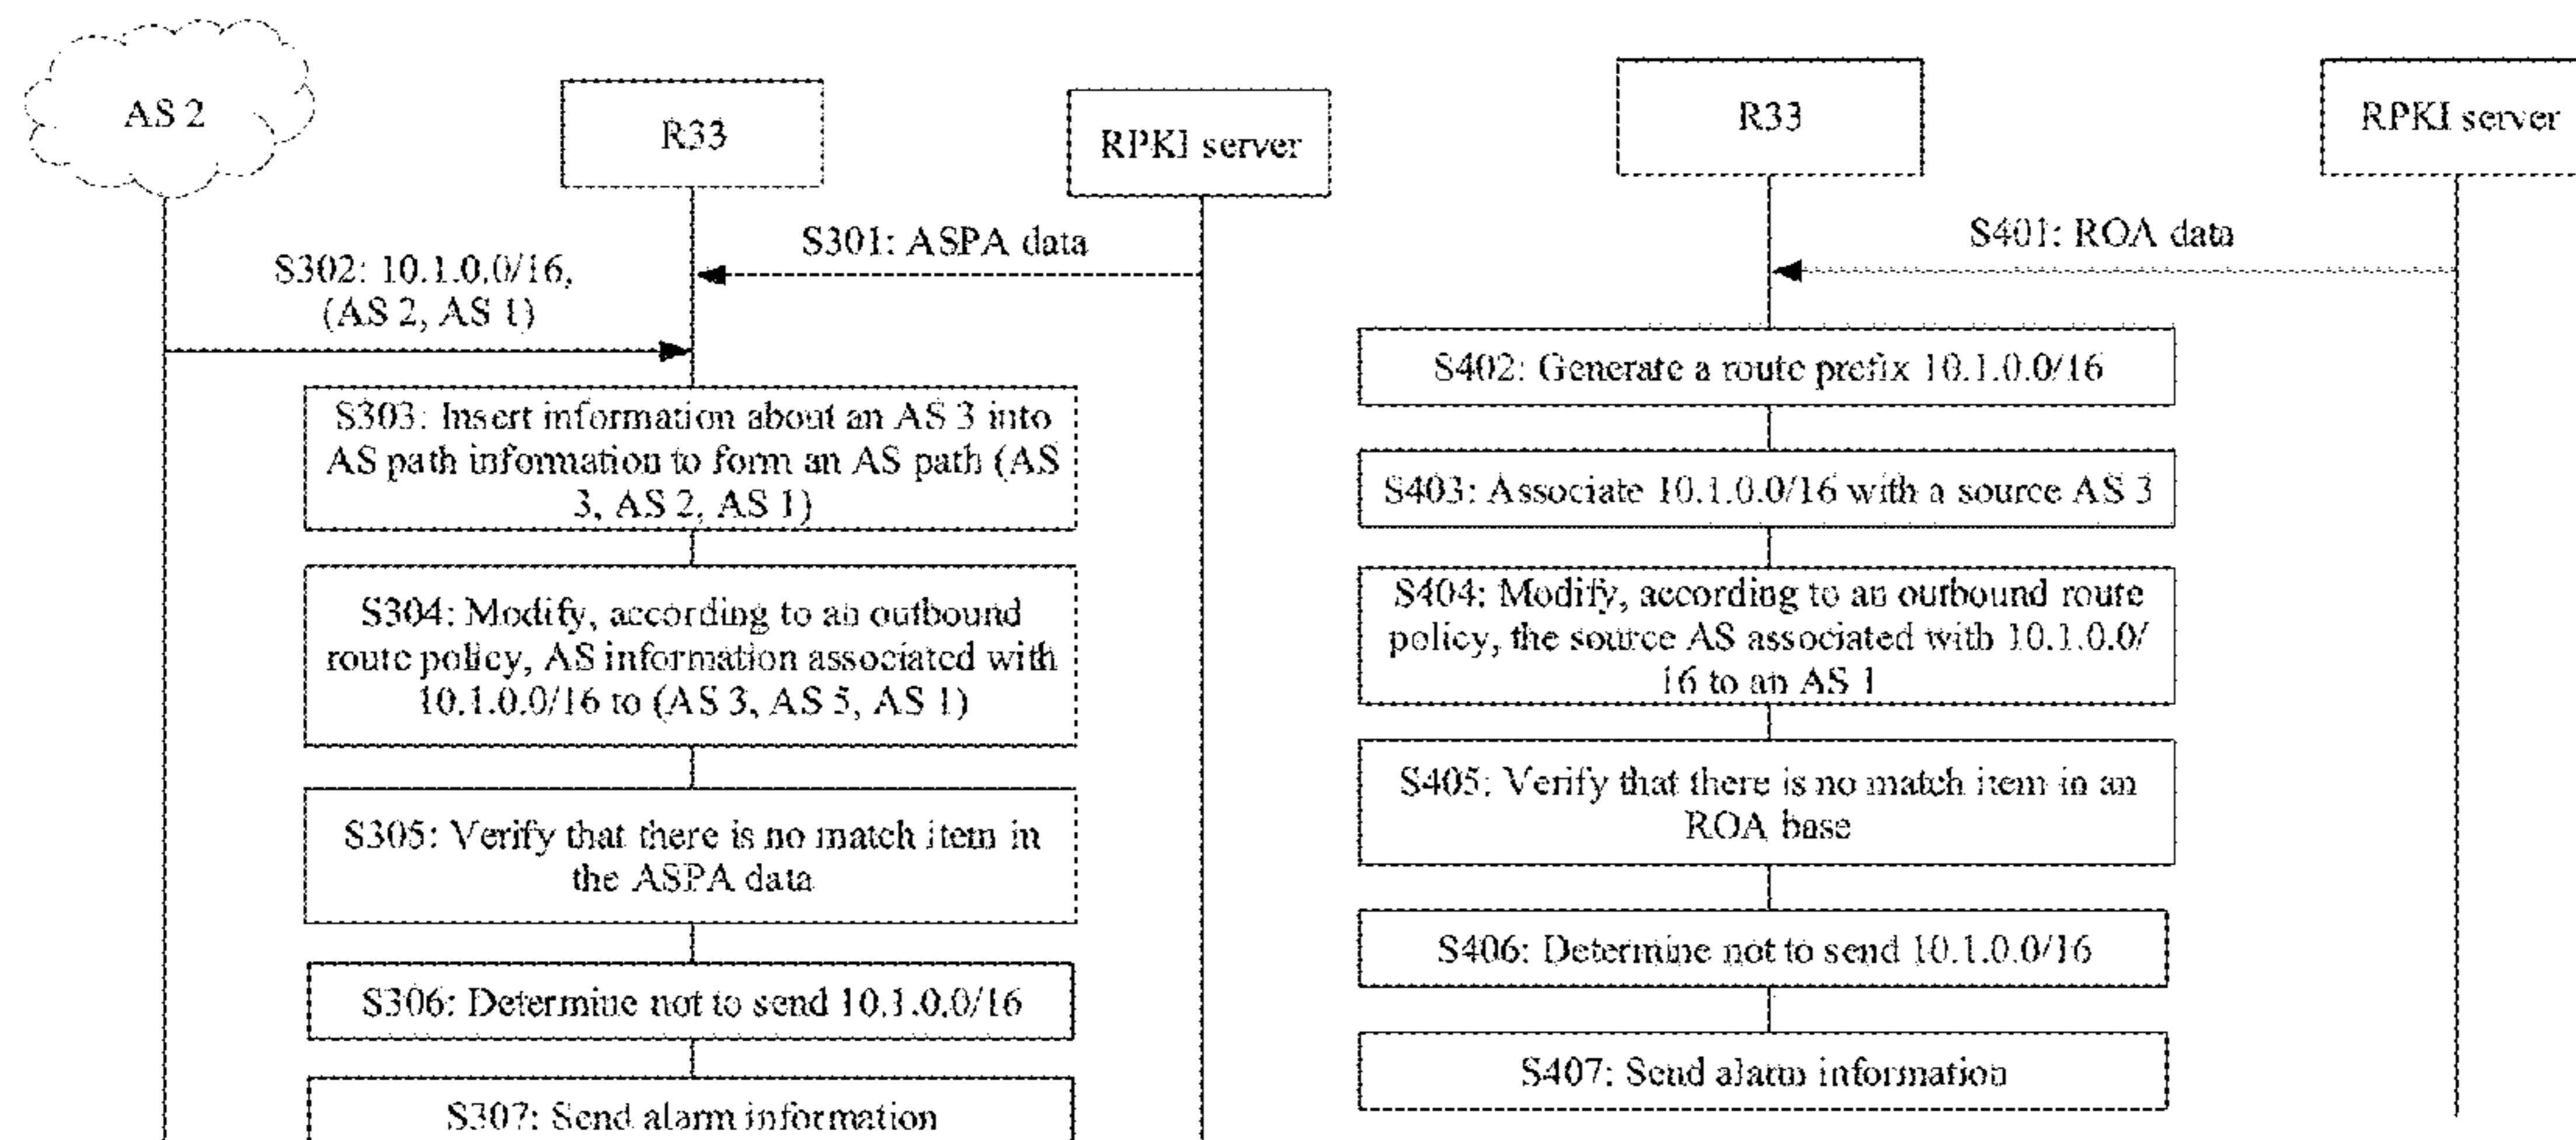 AS 2
R33
RPKI server
S301: ASPA data
S302: 10.1.0.0/16,
(AS 2, AS 1)
S303: Insert information about an AS 3 into
AS path information to form an AS path (AS
3, AS 2, AS 1)
S304: Modify, according to an outbound
route policy, AS information associated with
10.1.0.0/16 to (AS 3, AS 5, AS 1)
S305: Verify that there is no match item in
the ASPA data
S306: Determine not to send 10.1.0.0/16
S307: Send alarm information
R33
RPKI server
S401: ROA data
S402: Generate a route prefix 10.1.0.0/16
S403: Associate 10.1.0.0/16 with a source AS 3
S404: Modify, according to an outbound route
policy, the source AS associated with 10.1.0.0/
16 to an AS 1
S405: Verify that there is no match item in an
ROA base
S406: Determine not to send 10.1.0.0/16
S407: Send alarm information